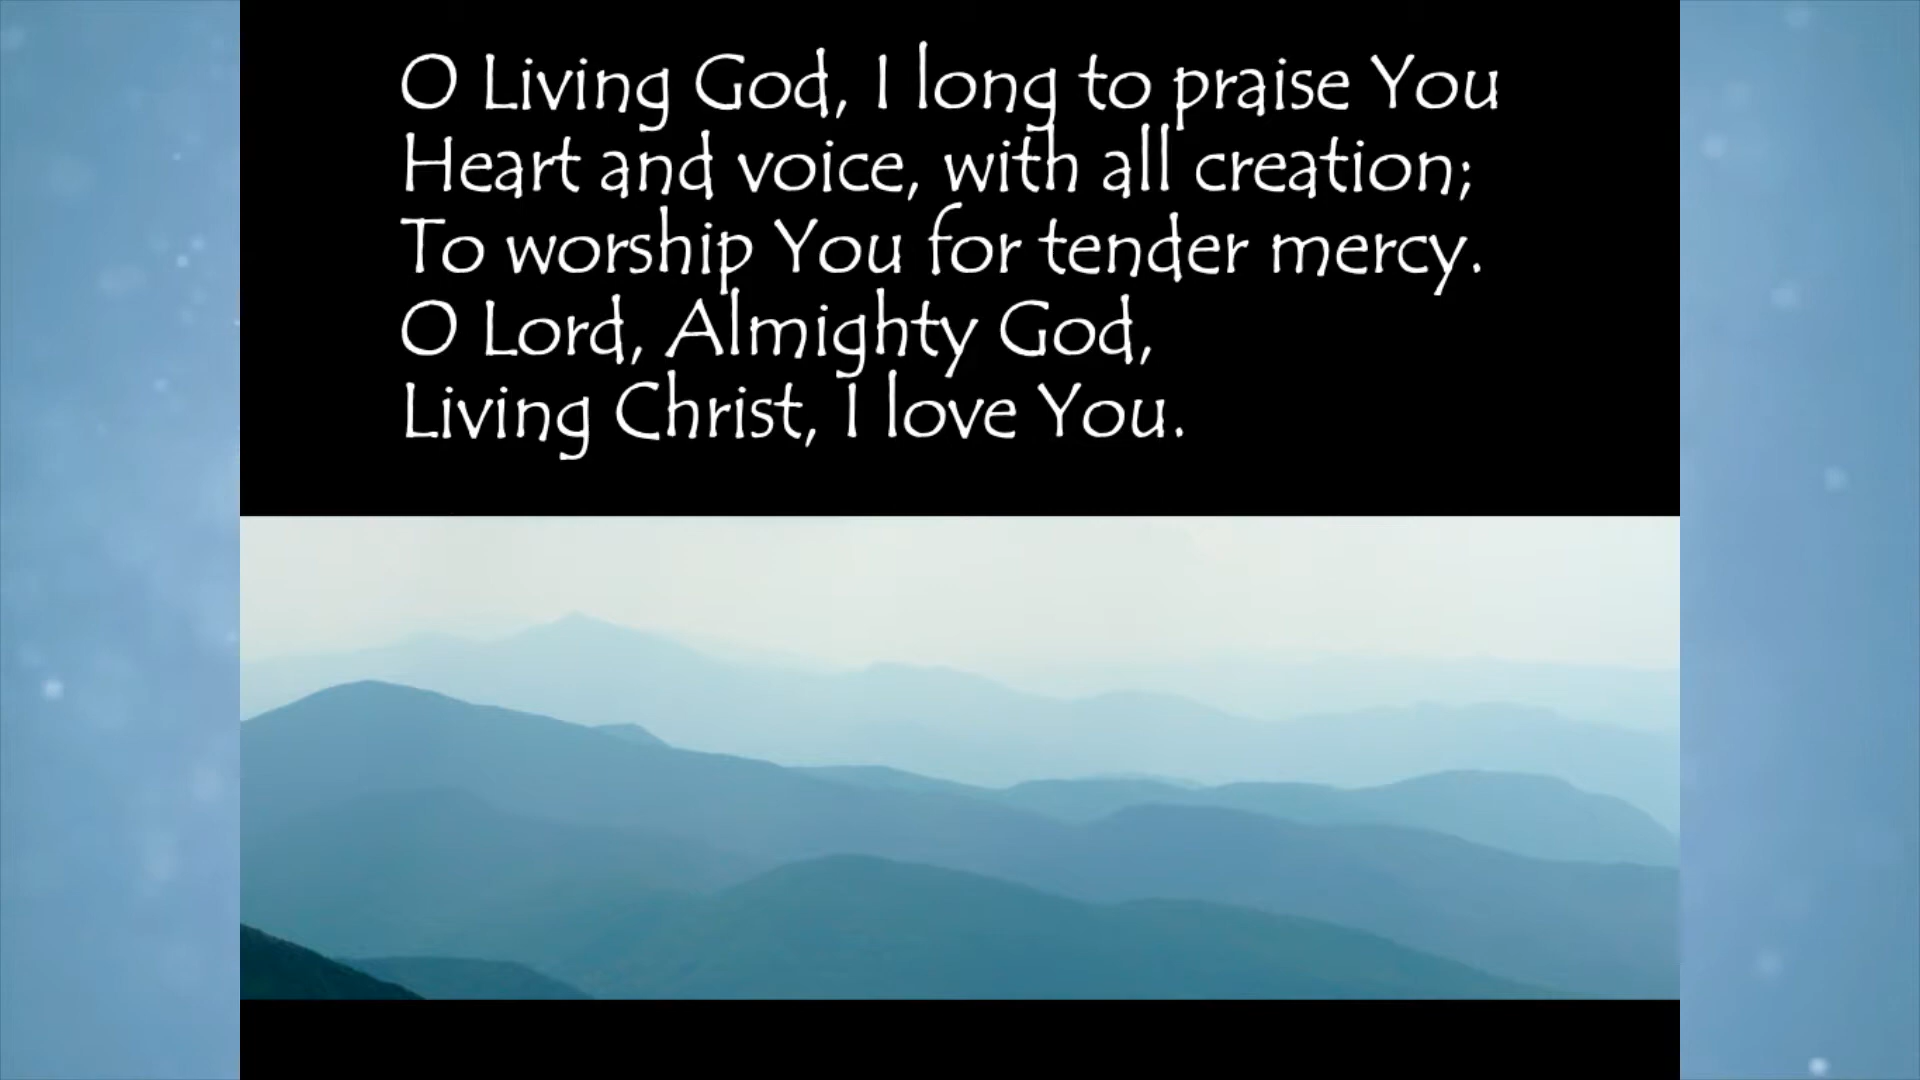 O Living God, I long to praise You
Heart and voice, with all creation;
To worship You for tender mercy.
O Lord, Almighty God,
Living Christ, I love You.